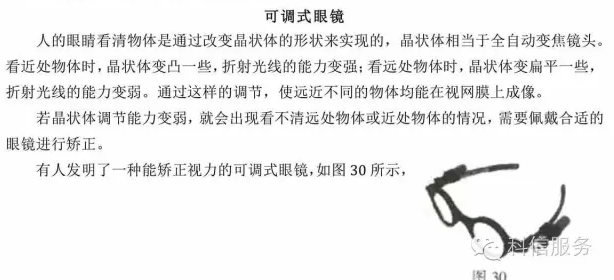 可调式眼镜
人的眼睛看清物体是通过改变晶状体的形状来实现的，晶状体相当于全自动变焦镜头。
看近处物体时，晶状体变凸一些，折射光线的能力变强；看远处物体时，晶状体变扁平一些，
折射光线的能力变弱。通过这样的调节，使远近不同的物体均能在视网膜上成像。
若晶状体调节能力变弱，就会出现看不清远处物体或近处物体的情况，需要佩戴合适的
眼镜进行矫正。
有人发明了一种能矫正视力的可调式眼镜，如图 30 所示，
科信服务
图 30